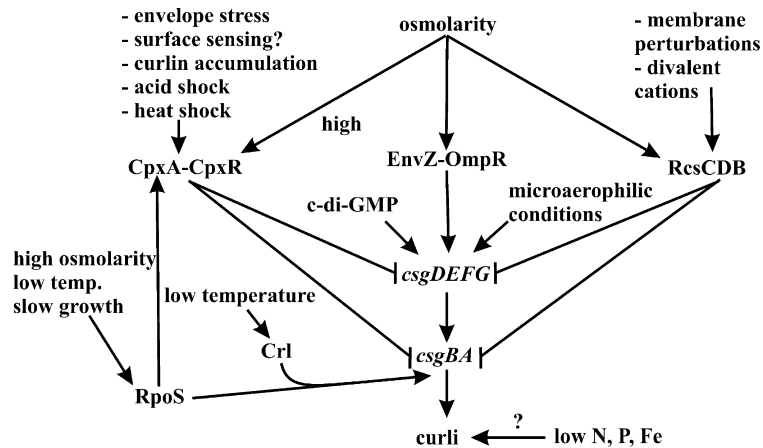 - envelope stress
- surface sensing?
- curlin accumulation
- acid shock
- heat shock
osmolarity
- membrane
perturbations
- divalent
cations
high
CpxA-CpxR
EnvZ-OmpR
RcsCDB
c-di-GMP
microaerophilic
conditions
high osmolarity
low temp.
slow growth
csgDEFG
low temperature
Crl
csgBA
RpoS
?
curli
low N, P, Fe